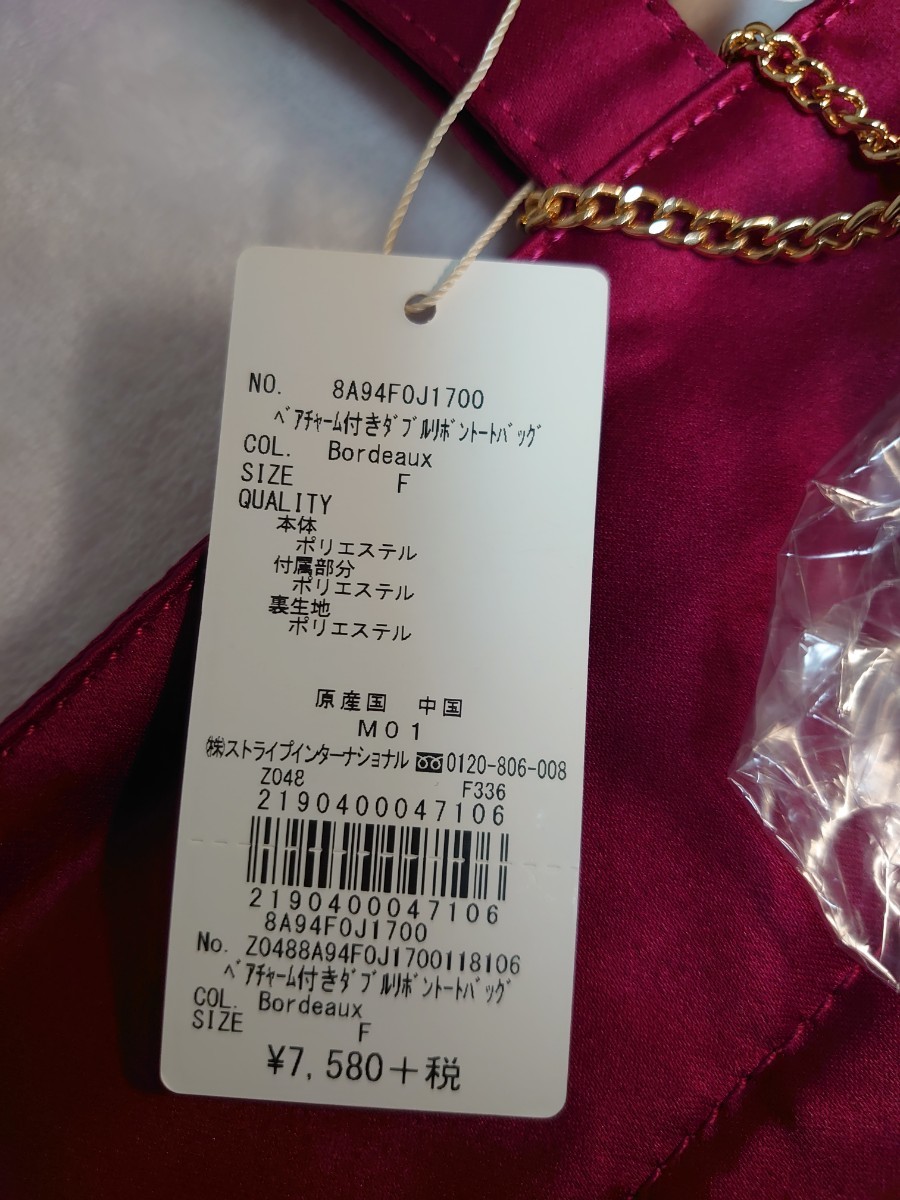 NO. 8A94F0J1700
ﾍﾞｱﾁｬｰﾑ付きﾀﾞﾌﾞﾙﾘﾎﾞﾝﾄｰﾄﾊﾞｯｸﾞ
COL. Bordeaux
SIZE F
QUALITY
本体
ポリエステル
付属部分
ポリエステル
裏生地
ポリエステル
原産国 中国
M01
㈱ストライプインターナショナル 0120-806-008
Z048 F336
2190400047106
2190400047106
8A94F0J1700
No. Z0488A94F0J1700118106
ﾍﾞｱﾁｬｰﾑ付きﾀﾞﾌﾞﾙﾘﾎﾞﾝﾄｰﾄﾊﾞｯｸﾞ
COL. Bordeaux
SIZE F
¥7,580+税